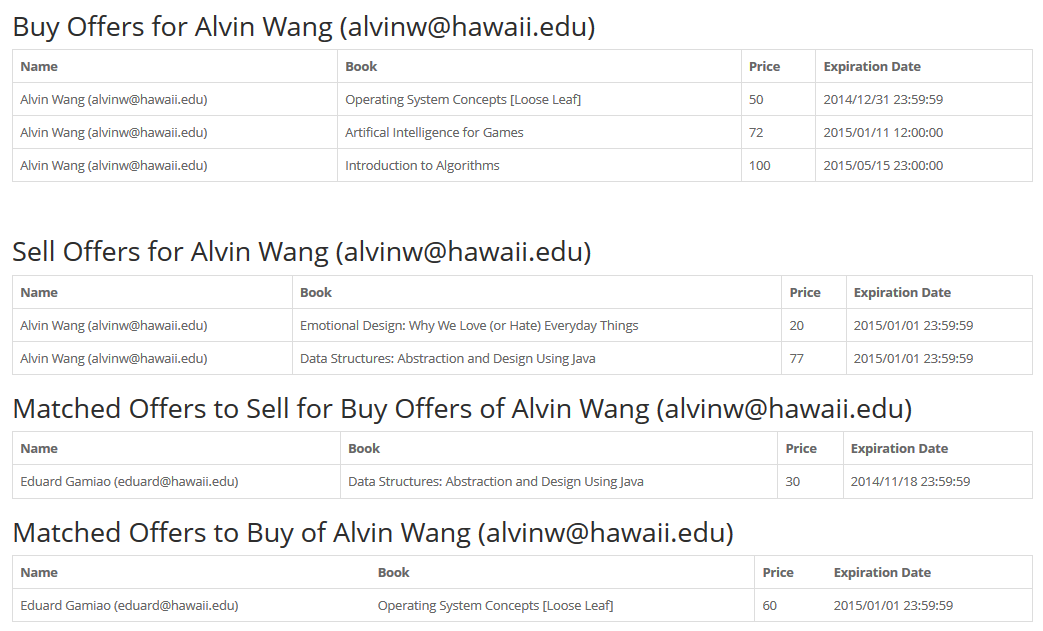 Buy Offers for Alvin Wang (alvinw@hawaii.edu)
Name Book Price Expiration Date
Alvin Wang (alvinw@hawaii.edu) Operating System Concepts [Loose Leaf] 50 2014/12/31 23:59:59
Alvin Wang (alvinw@hawaii.edu) Artifical Intelligence for Games 72 2015/01/11 12:00:00
Alvin Wang (alvinw@hawaii.edu) Introduction to Algorithms 100 2015/05/15 23:00:00
Sell Offers for Alvin Wang (alvinw@hawaii.edu)
Name Book Price Expiration Date
Alvin Wang (alvinw@hawaii.edu) Emotional Design: Why We Love (or Hate) Everyday Things 20 2015/01/01 23:59:59
Alvin Wang (alvinw@hawaii.edu) Data Structures: Abstraction and Design Using Java 77 2015/01/01 23:59:59
Matched Offers to Sell for Buy Offers of Alvin Wang (alvinw@hawaii.edu)
Name Book Price Expiration Date
Eduard Gamiao (eduard@hawaii.edu) Data Structures: Abstraction and Design Using Java 30 2014/11/18 23:59:59
Matched Offers to Buy of Alvin Wang (alvinw@hawaii.edu)
Name Book Price Expiration Date
Eduard Gamiao (eduard@hawaii.edu) Operating System Concepts [Loose Leaf] 60 2015/01/01 23:59:59